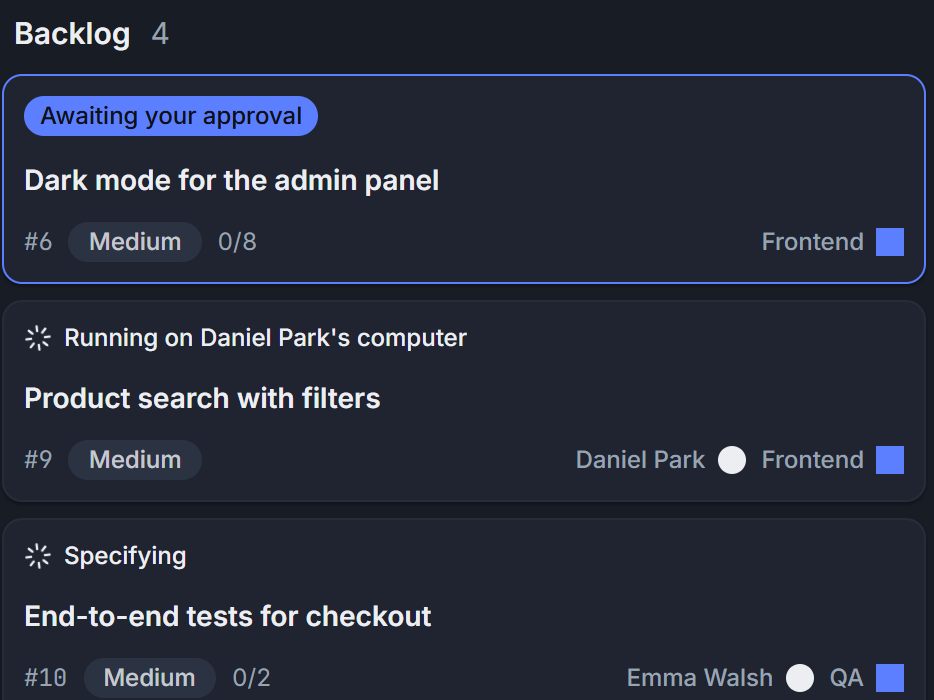 Backlog 4
Awaiting your approval
Dark mode for the admin panel
#6 Medium 0/8 Frontend
Running on Daniel Park's computer
Product search with filters
#9 Medium Daniel Park Frontend
Specifying
End-to-end tests for checkout
#10 Medium 0/2 Emma Walsh QA